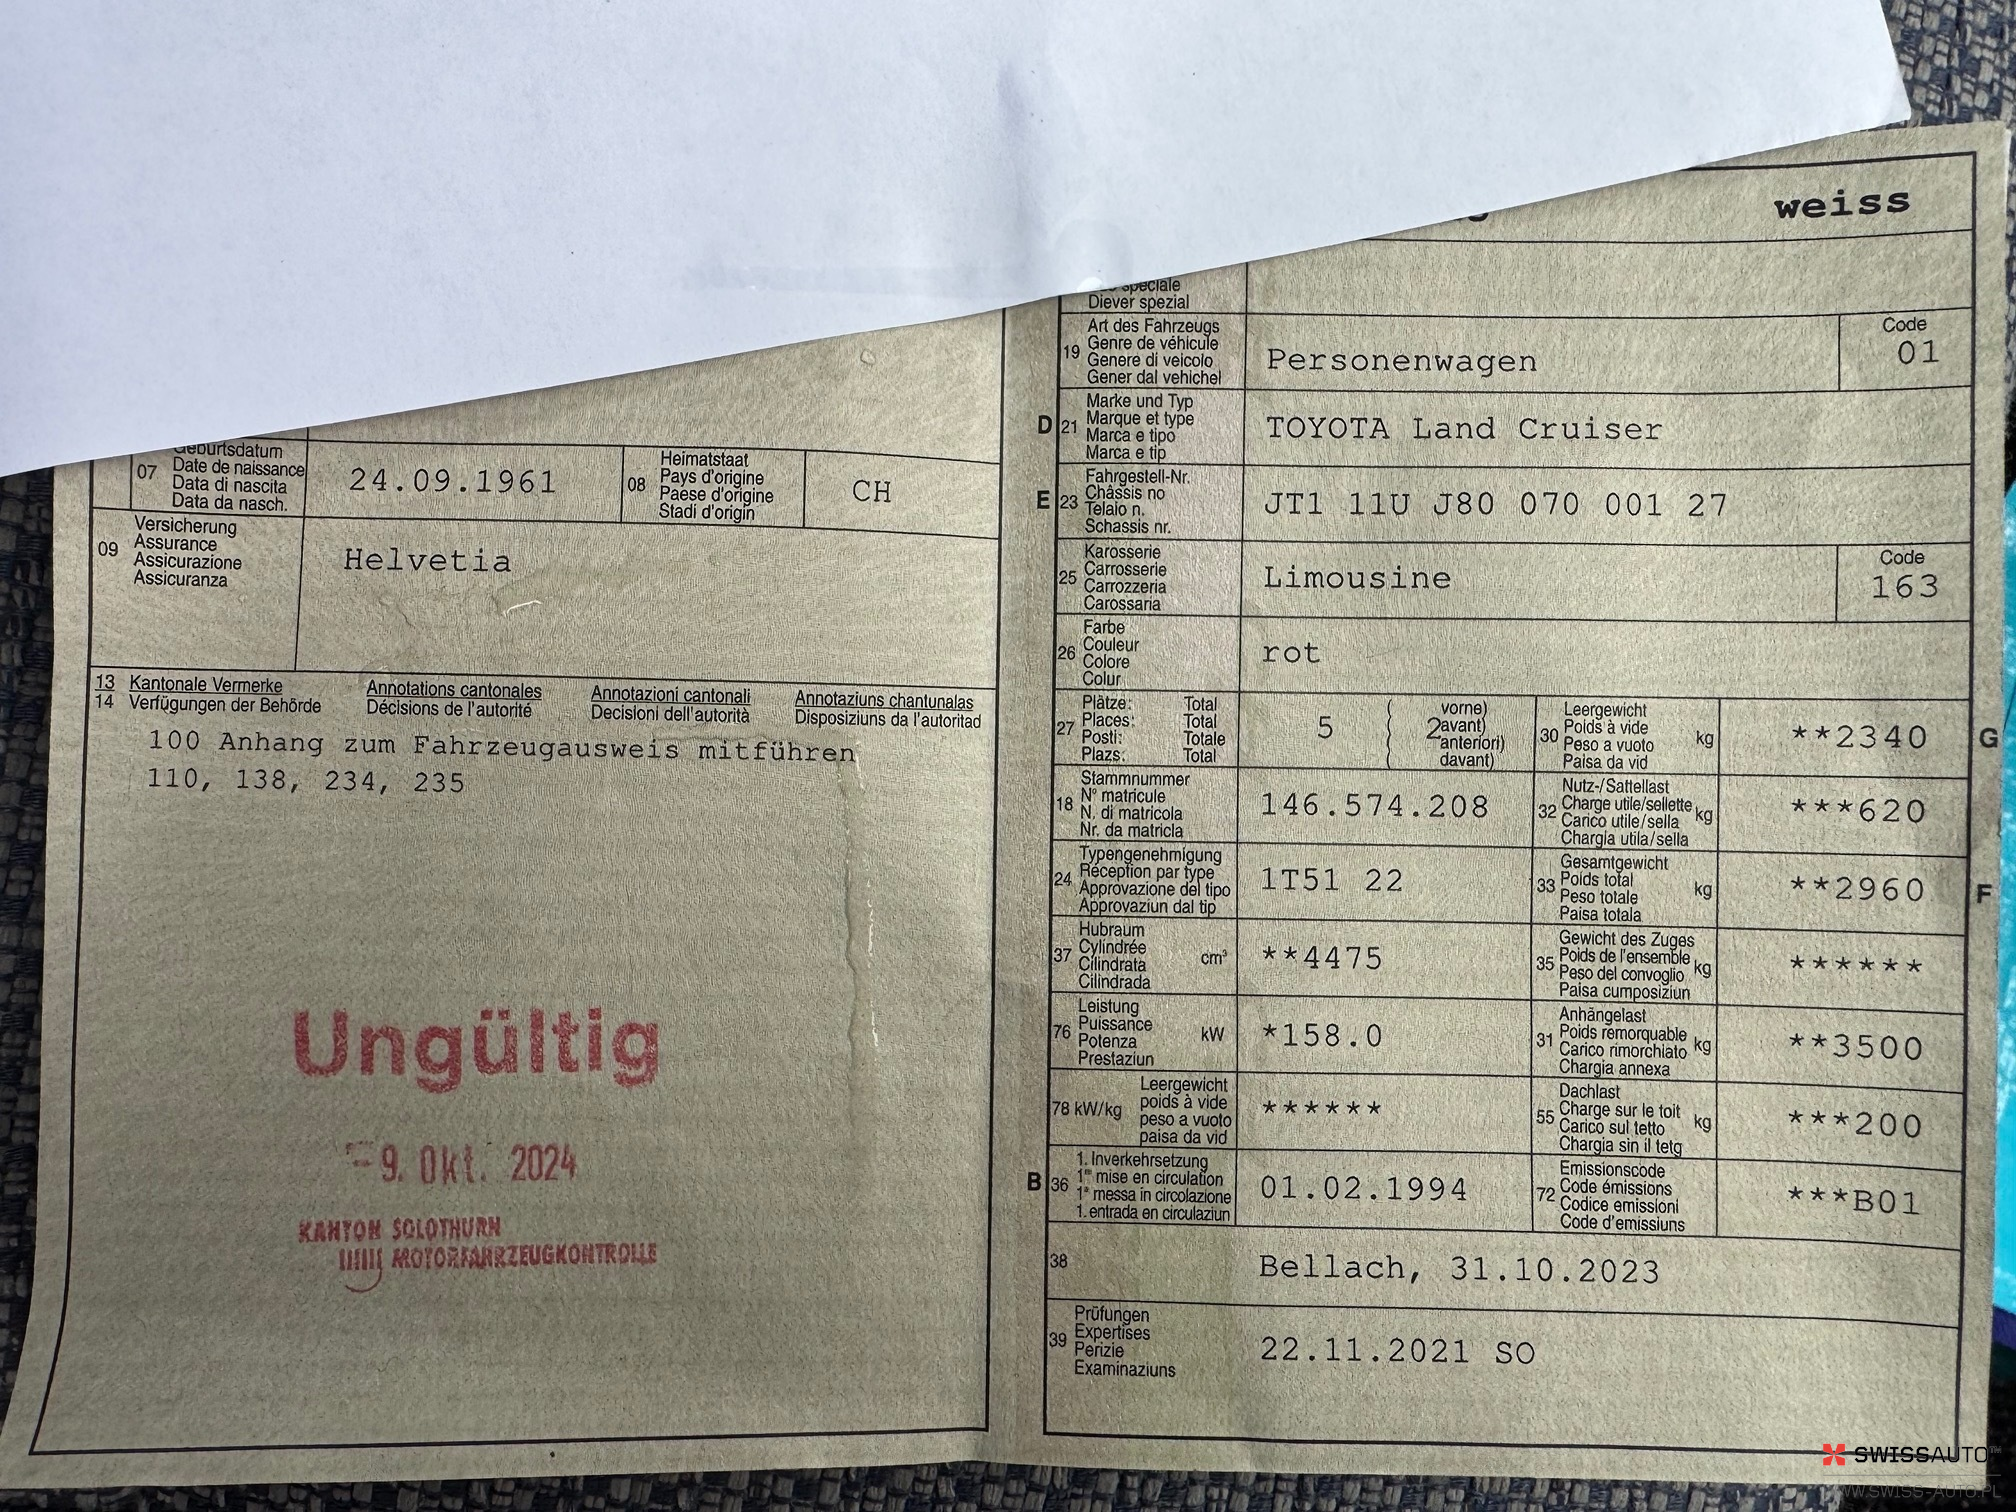 Geburtsdatum
07 Date de naissance
Data di nascita
Data da nasch.
24.09.1961
08 Heimatstaat
Pays d'origine
Paese d'origine
Stadi d'origin
CH
09 Versicherung
Assurance
Assicurazione
Assicuranza
Helvetia
13 Kantonale Vermerke Annotations cantonales Annotazioni cantonali Annotaziuns chantunalas
14 Verfügungen der Behörde Décisions de l'autorité Decisioni dell'autorità Disposiziuns da l'autoritad
100 Anhang zum Fahrzeugausweis mitführen
110, 138, 234, 235
Ungültig
-9. Okt. 2024
KANTON SOLOTHURN
MOTORFAHRZEUGKONTROLLE
weiss
speciale
Diever spezial
19 Art des Fahrzeugs
Genre de véhicule
Genere di veicolo
Gener dal vehichel
Personenwagen
Code
01
D 21 Marke und Typ
Marque et type
Marca e tipo
Marca e tip
TOYOTA Land Cruiser
E 23 Fahrgestell-Nr.
Châssis no
Telaio n.
Schassis nr.
JT1 11U J80 070 001 27
25 Karosserie
Carrosserie
Carrozzeria
Carossaria
Limousine
Code
163
26 Farbe
Couleur
Colore
Colur
rot
27 Plätze: Total
Places: Total
Posti: Totale
Plazs: Total
5
( vorne)
2 avant)
anteriori)
( davant)
30 Leergewicht
Poids à vide
Peso a vuoto
Paisa da vid
kg
**2340
G
18 Stammnummer
N° matricule
N. di matricola
Nr. da matricla
146.574.208
32 Nutz-/Sattellast
Charge utile/sellette
Carico utile/sella
Chargia utila/sella
kg
***620
24 Typengenehmigung
Réception par type
Approvazione del tipo
Approvaziun dal tip
1T51 22
33 Gesamtgewicht
Poids total
Peso totale
Paisa totala
kg
**2960
F
37 Hubraum
Cylindrée
Cilindrata
Cilindrada
cm³
**4475
35 Gewicht des Zuges
Poids de l'ensemble
Peso del convoglio
Paisa cumposiziun
kg
******
76 Leistung
Puissance
Potenza
Prestaziun
kW
*158.0
31 Anhängelast
Poids remorquable
Carico rimorchiato
Chargia annexa
kg
**3500
78 kW/kg
Leergewicht
poids à vide
peso a vuoto
paisa da vid
******
55 Dachlast
Charge sur le toit
Carico sul tetto
Chargia sin il tetg
kg
***200
B 36 1. Inverkehrsetzung
1re mise en circulation
1a messa in circolazione
1. entrada en circulaziun
01.02.1994
72 Emissionscode
Code émissions
Codice emissioni
Code d'emissiuns
***B01
38
Bellach, 31.10.2023
39 Prüfungen
Expertises
Perizie
Examinaziuns
22.11.2021 SO
SWISSAUTO™
WWW.SWISS-AUTO.PL